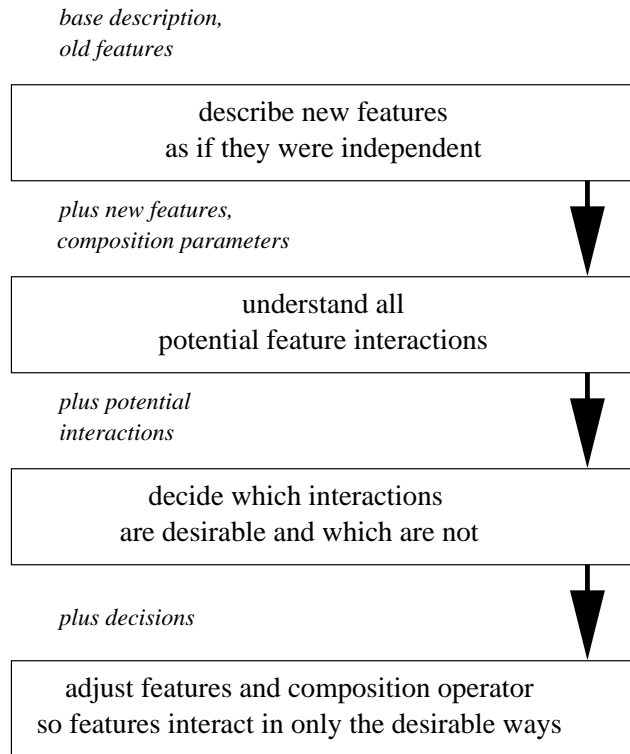 base description,
old features
describe new features
as if they were independent
plus new features,
composition parameters
understand all
potential feature interactions
plus potential
interactions
decide which interactions
are desirable and which are not
plus decisions
adjust features and composition operator
so features interact in only the desirable ways